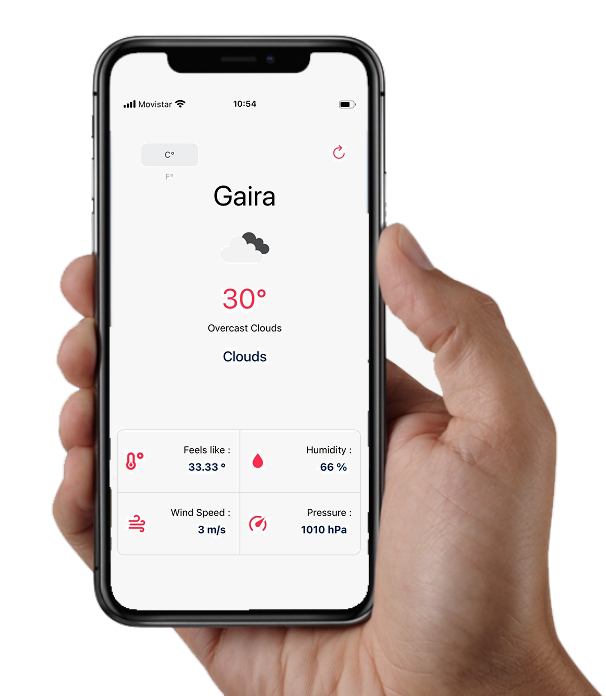 Movistar 10:54
C°
F°
Gaira
30°
Overcast Clouds
Clouds
Feels like :
33.33 °
Humidity :
66 %
Wind Speed :
3 m/s
Pressure :
1010 hPa